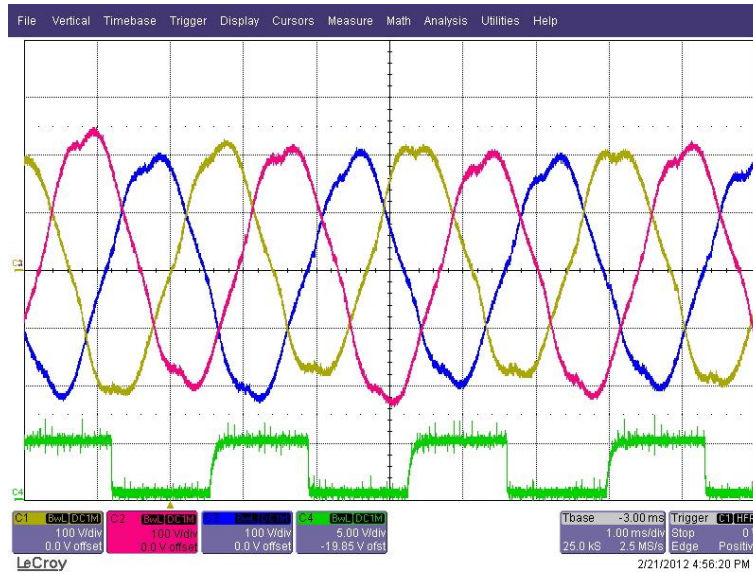 File Vertical Timebase Trigger Display Cursors Measure Math Analysis Utilities Help
C3
C4
C1 BwL DC1M
100 V/div
0.0 V offset
C2 BwL DC1M
100 V/div
0.0 V offset
100 V/div
0.0 V offset
C4 BwL DC1M
5.00 V/div
-19.85 V ofst
Tbase -3.00 ms
1.00 ms/div
25.0 kS 2.5 MS/s
Trigger C1 HFR
Stop 0 V
Edge Positiv
LeCroy
2/21/2012 4:56:20 PM